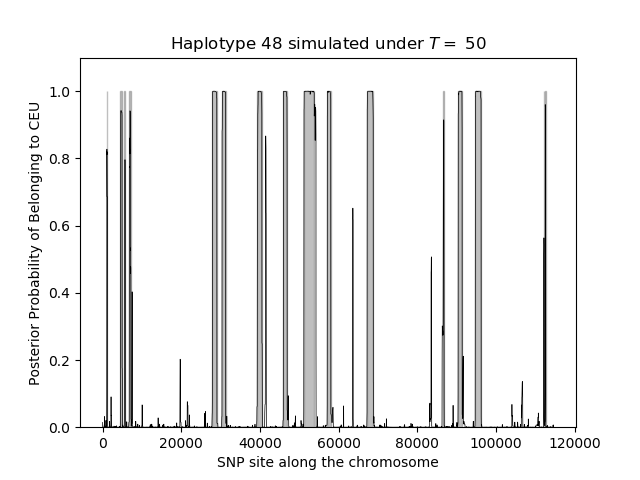 Haplotype 48 simulated under T = 50
Posterior Probability of Belonging to CEU
1.0
0.8
0.6
0.4
0.2
0.0
0 20000 40000 60000 80000 100000 120000
SNP site along the chromosome